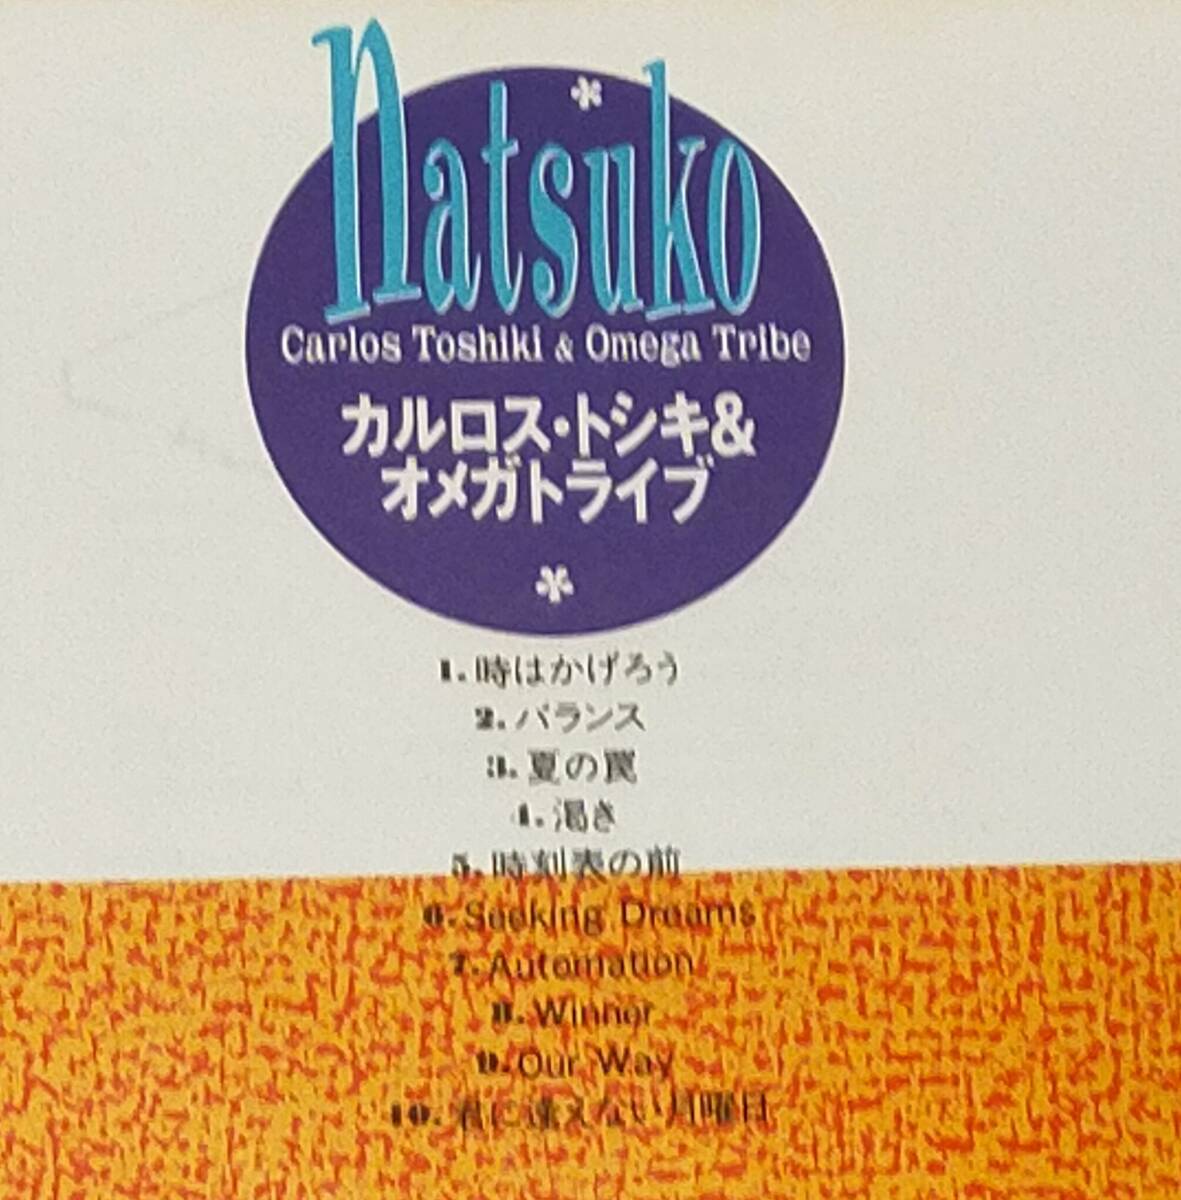 natsuko
Carlos Toshiki & Omega Tribe
カルロス・トシキ&
オメガトライブ
1.時はかげろう
2.バランス
3.夏の罠
4.渇き
5.時刻表の前
6.Seeking Dreams
7.Automation
8.Winner
9.Our Way
10.君に逢えない月曜日